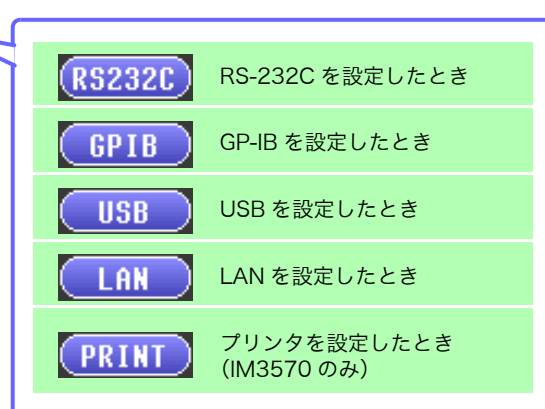 RS232C RS-232C を設定したとき
GPIB GP-IB を設定したとき
USB USB を設定したとき
LAN LAN を設定したとき
PRINT プリンタを設定したとき
（IM3570 のみ）